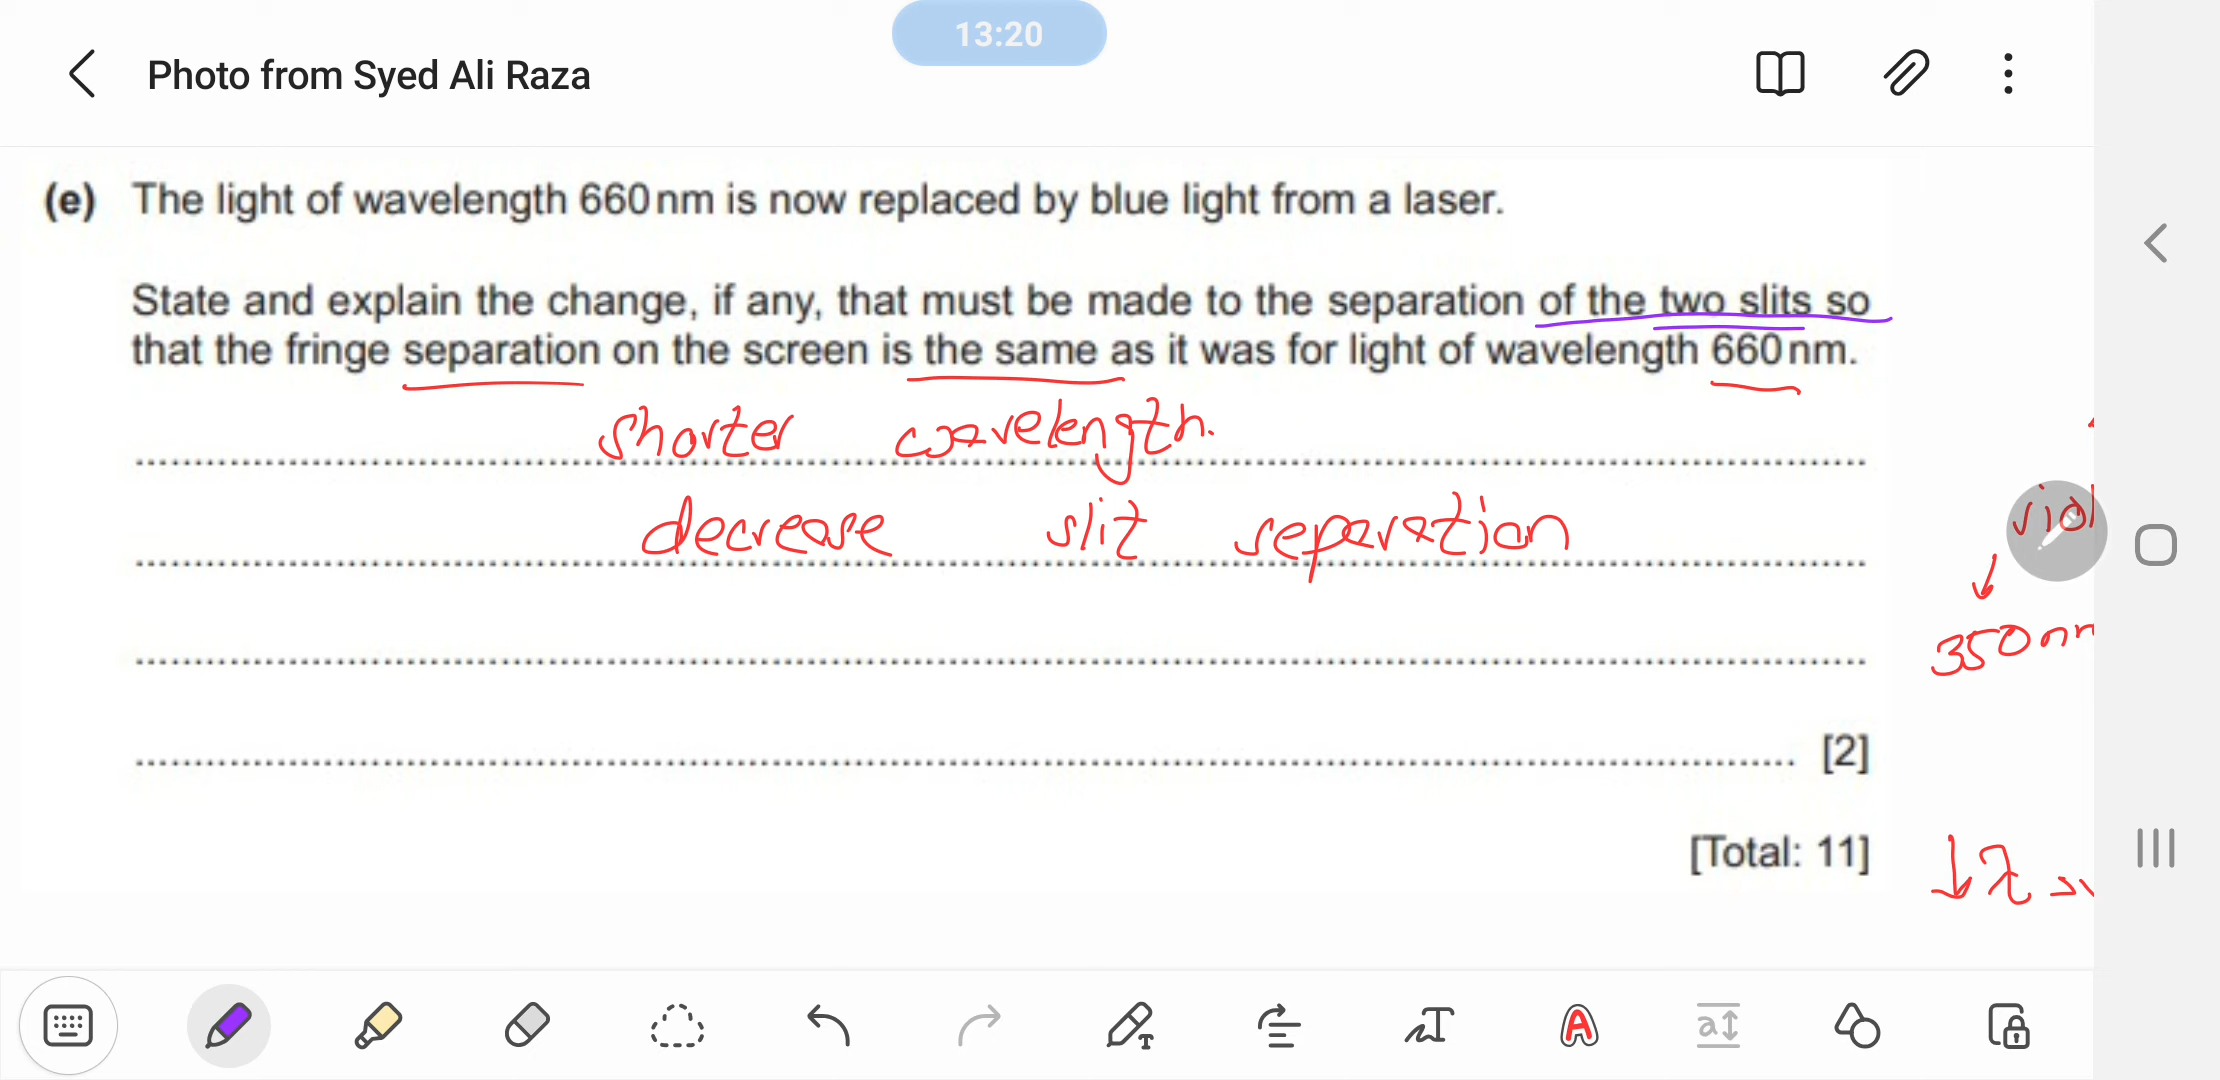 13:20
Photo from Syed Ali Raza
(e) The light of wavelength 660 nm is now replaced by blue light from a laser.
State and explain the change, if any, that must be made to the separation of the two slits so
that the fringe separation on the screen is the same as it was for light of wavelength 660 nm.
shorter wavelength.
decrease slit separation
350 nm
[2]
[Total: 11]
↓λ